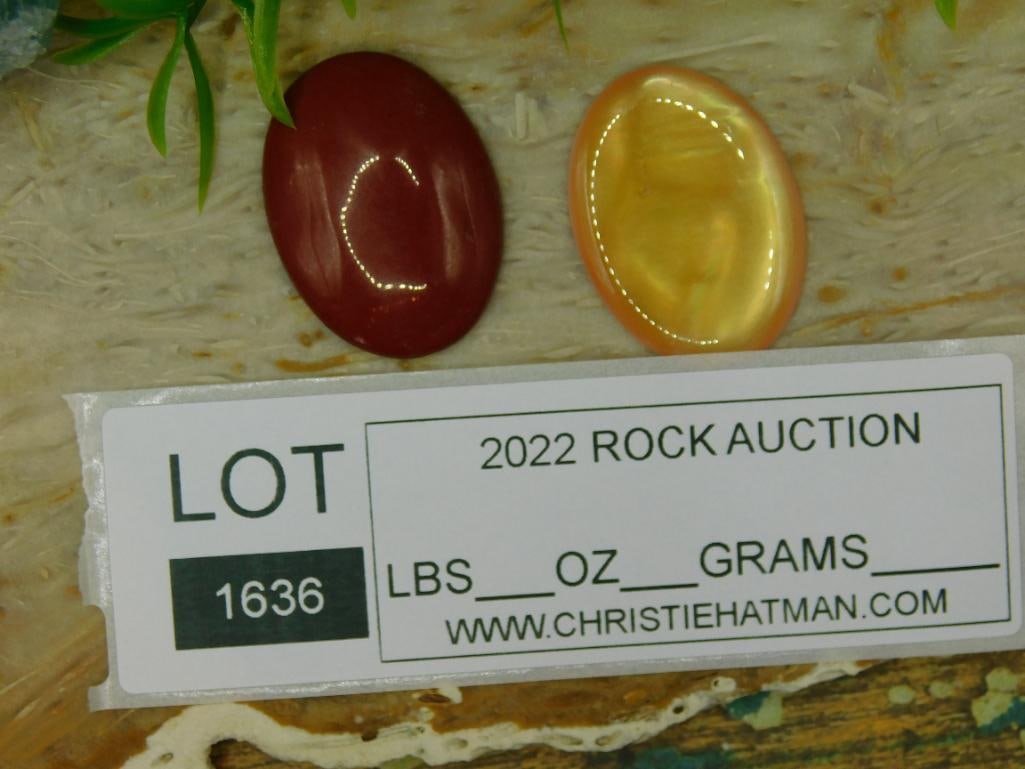 LOT
1636
2022 ROCK AUCTION
LBS___OZ___GRAMS_____
WWW.CHRISTIEHATMAN.COM